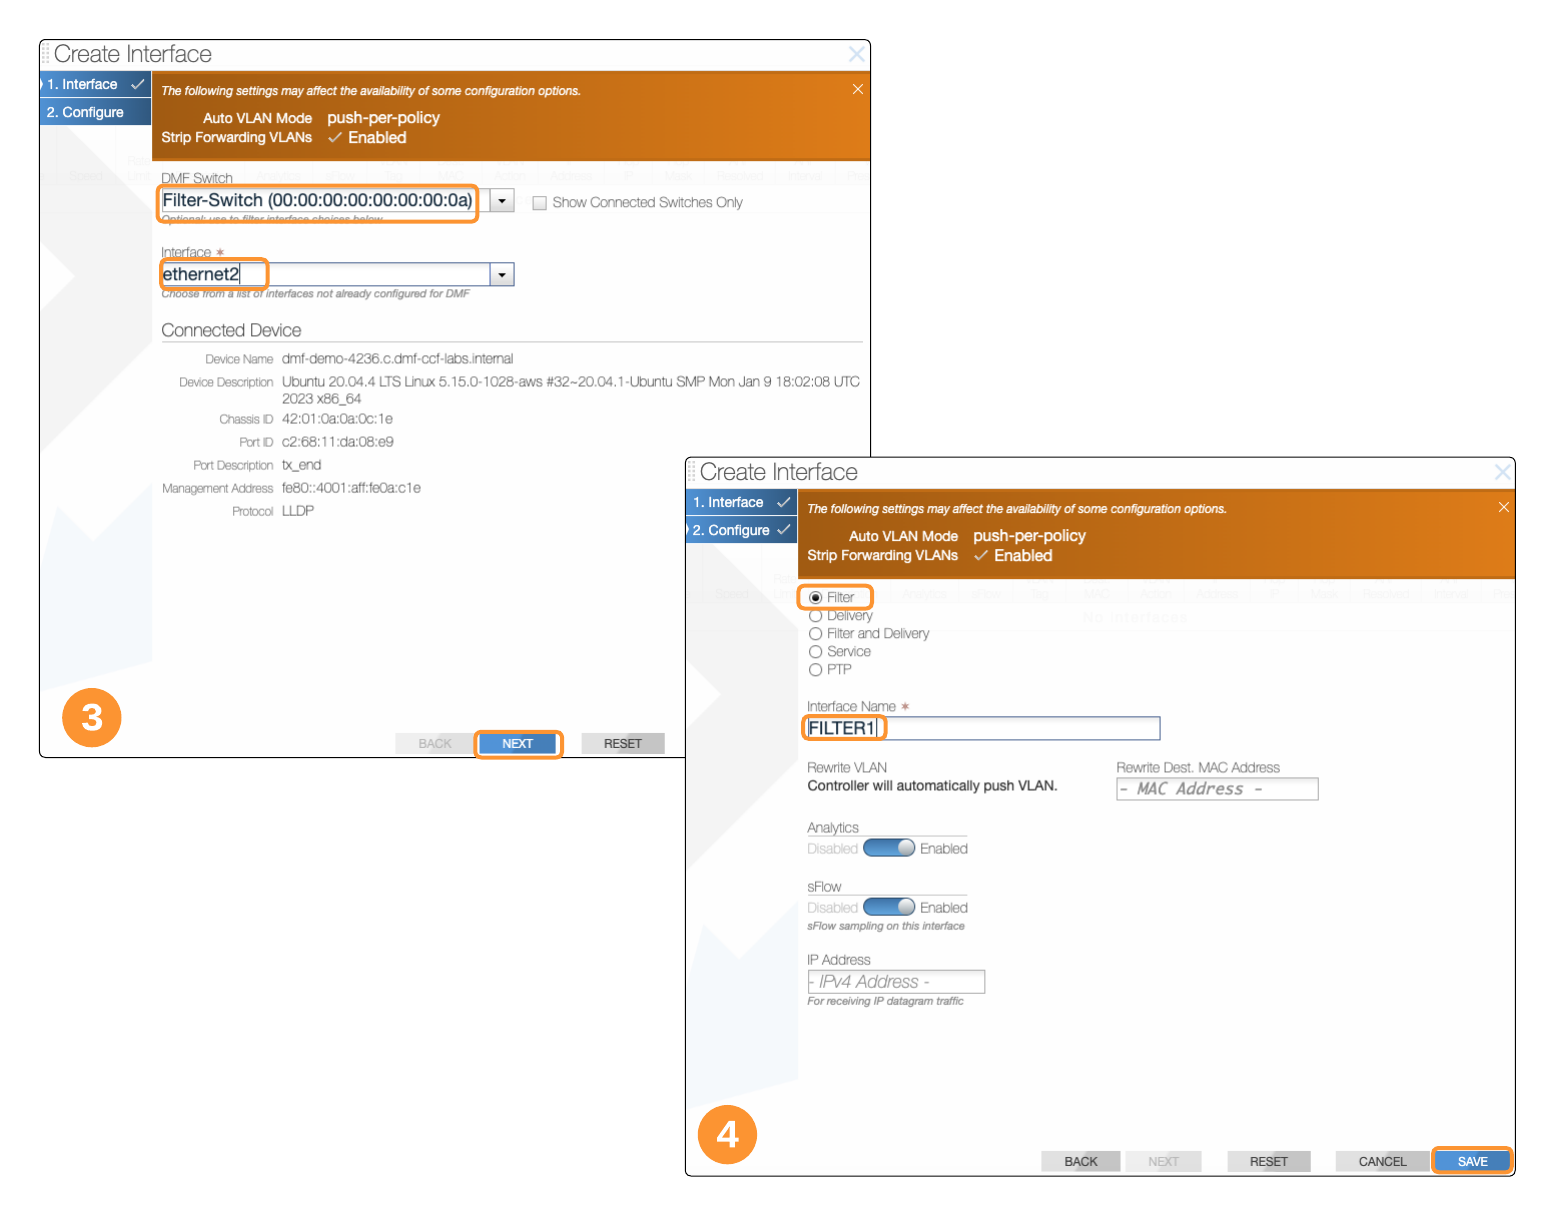 Create Interface
1. Interface
2. Configure
The following settings may affect the availability of some configuration options.
Auto VLAN Mode push-per-policy
Strip Forwarding VLANs ✓ Enabled
DMF Switch
Filter-Switch (00:00:00:00:00:00:00:0a)
Show Connected Switches Only
Optional: use to filter interface choices below
Interface *
ethernet2
Choose from a list of interfaces not already configured for DMF
Connected Device
Device Name dmf-demo-4236.c.dmf-ccf-labs.internal
Device Description Ubuntu 20.04.4 LTS Linux 5.15.0-1028-aws #32~20.04.1-Ubuntu SMP Mon Jan 9 18:02:08 UTC
2023 x86_64
Chassis ID 42:01:0a:0a:0c:1e
Port ID c2:68:11:da:08:e9
Port Description tx_end
Management Address fe80::4001:aff:fe0a:c1e
Protocol LLDP
3
BACK NEXT RESET
Create Interface
1. Interface
2. Configure
The following settings may affect the availability of some configuration options.
Auto VLAN Mode push-per-policy
Strip Forwarding VLANs ✓ Enabled
Filter
Delivery
Filter and Delivery
Service
PTP
No interfaces
Interface Name *
FILTER1
Rewrite VLAN
Controller will automatically push VLAN.
Rewrite Dest. MAC Address
- MAC Address -
Analytics
Disabled Enabled
sFlow
Disabled Enabled
sFlow sampling on this interface
IP Address
- IPv4 Address -
For receiving IP datagram traffic
4
BACK NEXT RESET CANCEL SAVE